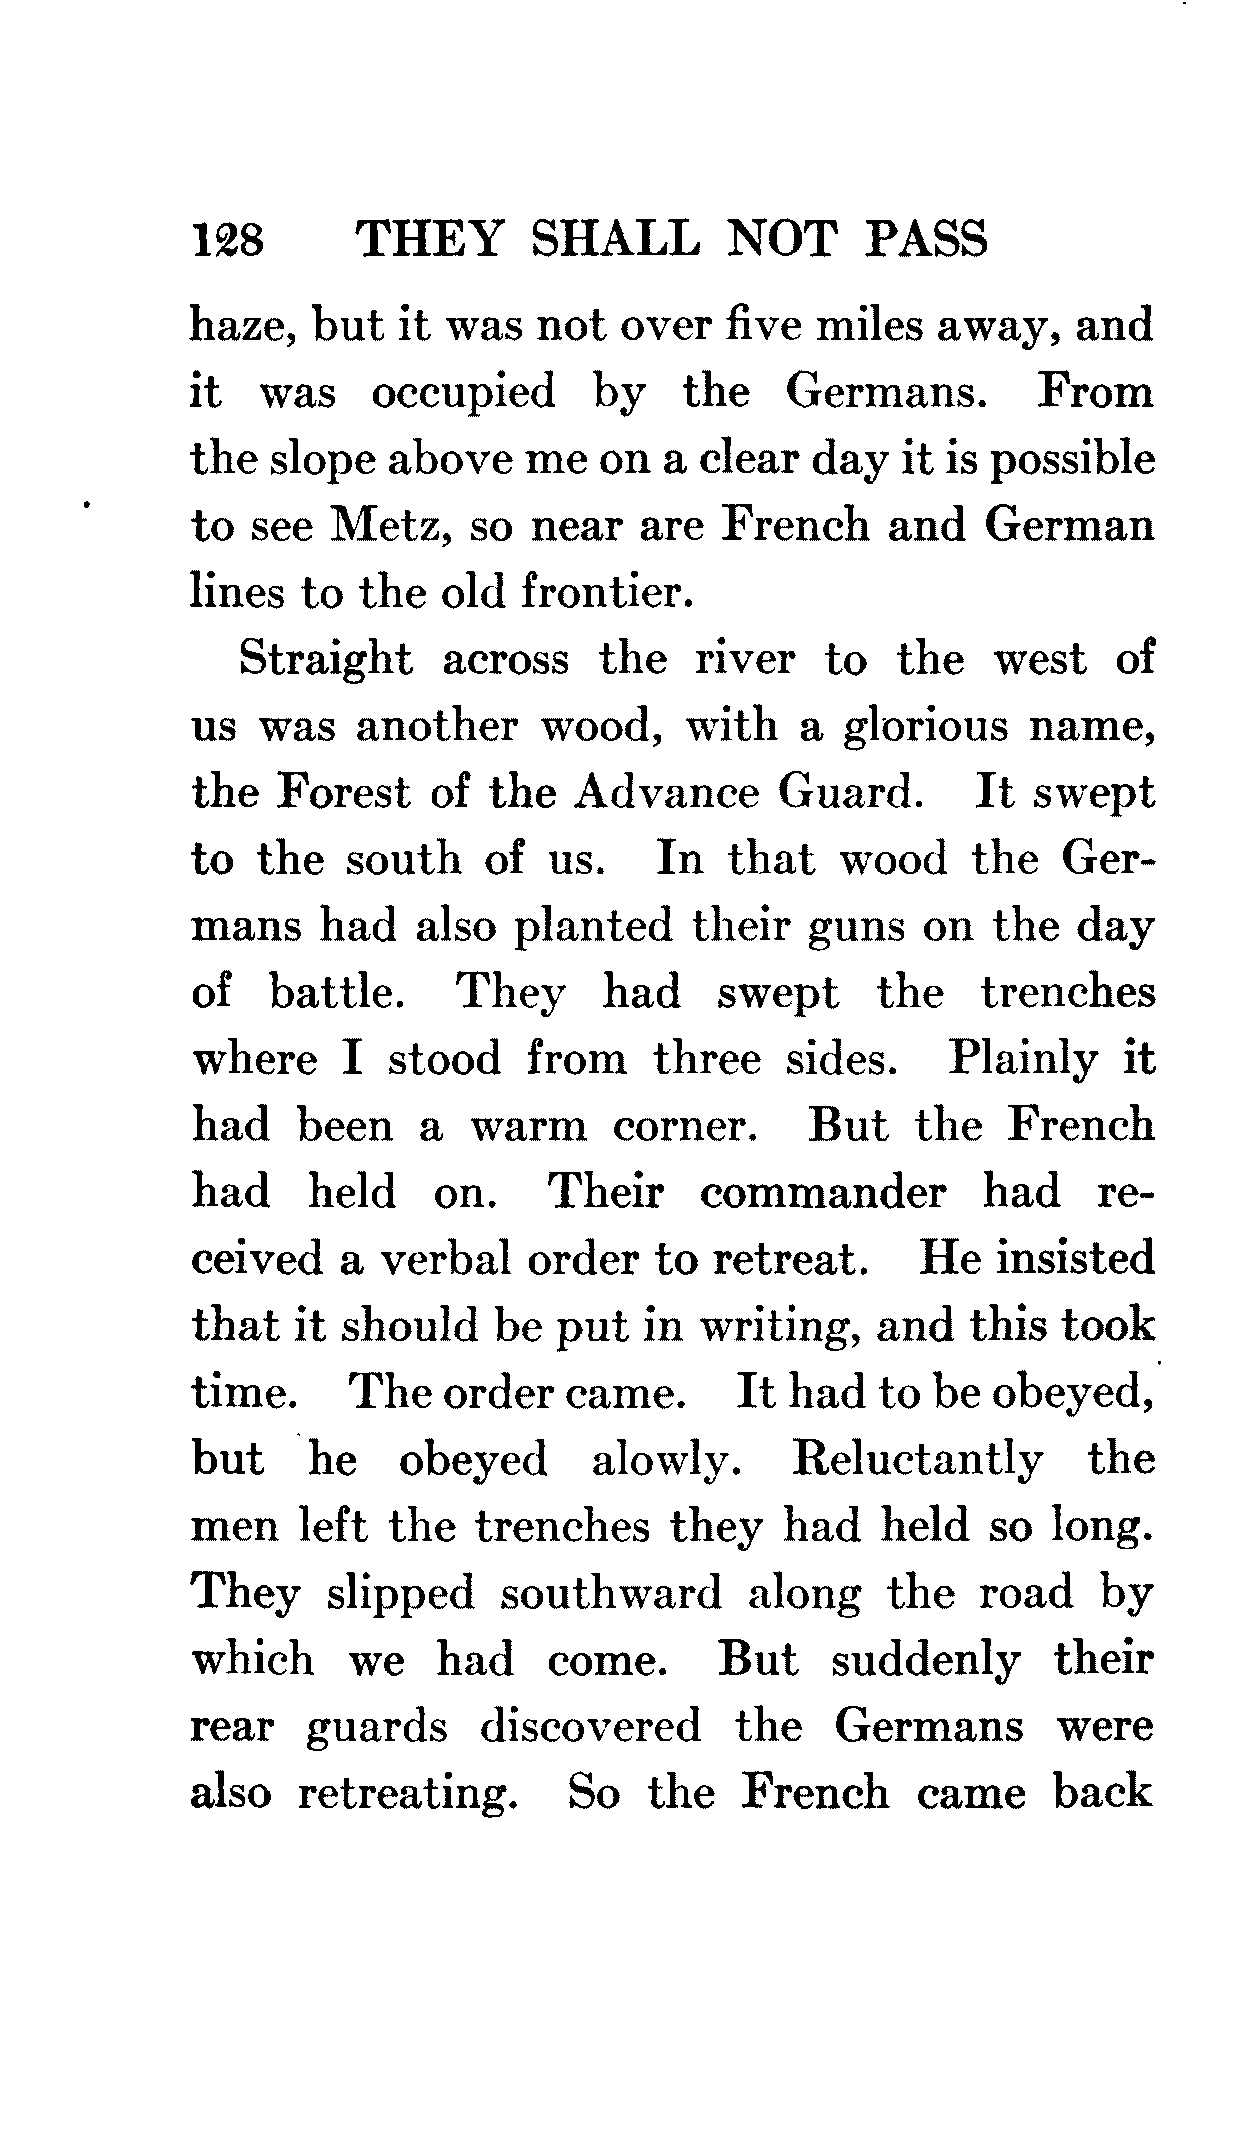 128 THEY SHALL NOT PASS
haze, but it was not over five miles away, and
it was occupied by the Germans. From
the slope above me on a clear day it is possible
to see Metz, so near are French and German
lines to the old frontier.
Straight across the river to the west of
us was another wood, with a glorious name,
the Forest of the Advance Guard. It swept
to the south of us. In that wood the Ger-
mans had also planted their guns on the day
of battle. They had swept the trenches
where I stood from three sides. Plainly it
had been a warm corner. But the French
had held on. Their commander had re-
ceived a verbal order to retreat. He insisted
that it should be put in writing, and this took
time. The order came. It had to be obeyed,
but he obeyed alowly. Reluctantly the
men left the trenches they had held so long.
They slipped southward along the road by
which we had come. But suddenly their
rear guards discovered the Germans were
also retreating. So the French came back